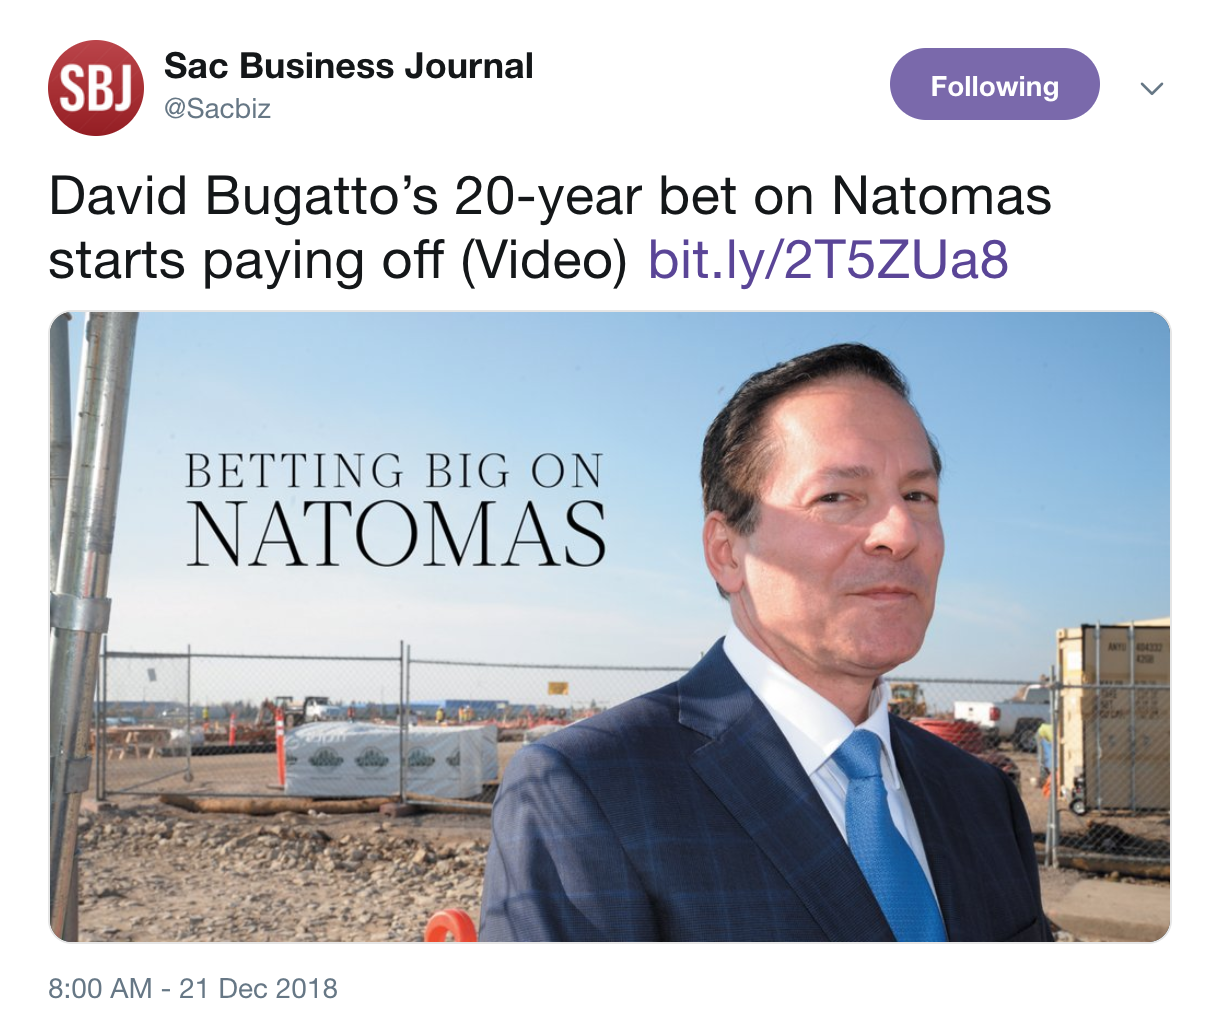 SBJ
Sac Business Journal
@Sacbiz
Following
David Bugatto’s 20-year bet on Natomas
starts paying off (Video) bit.ly/2T5ZUa8
BETTING BIG ON
NATOMAS
8:00 AM - 21 Dec 2018